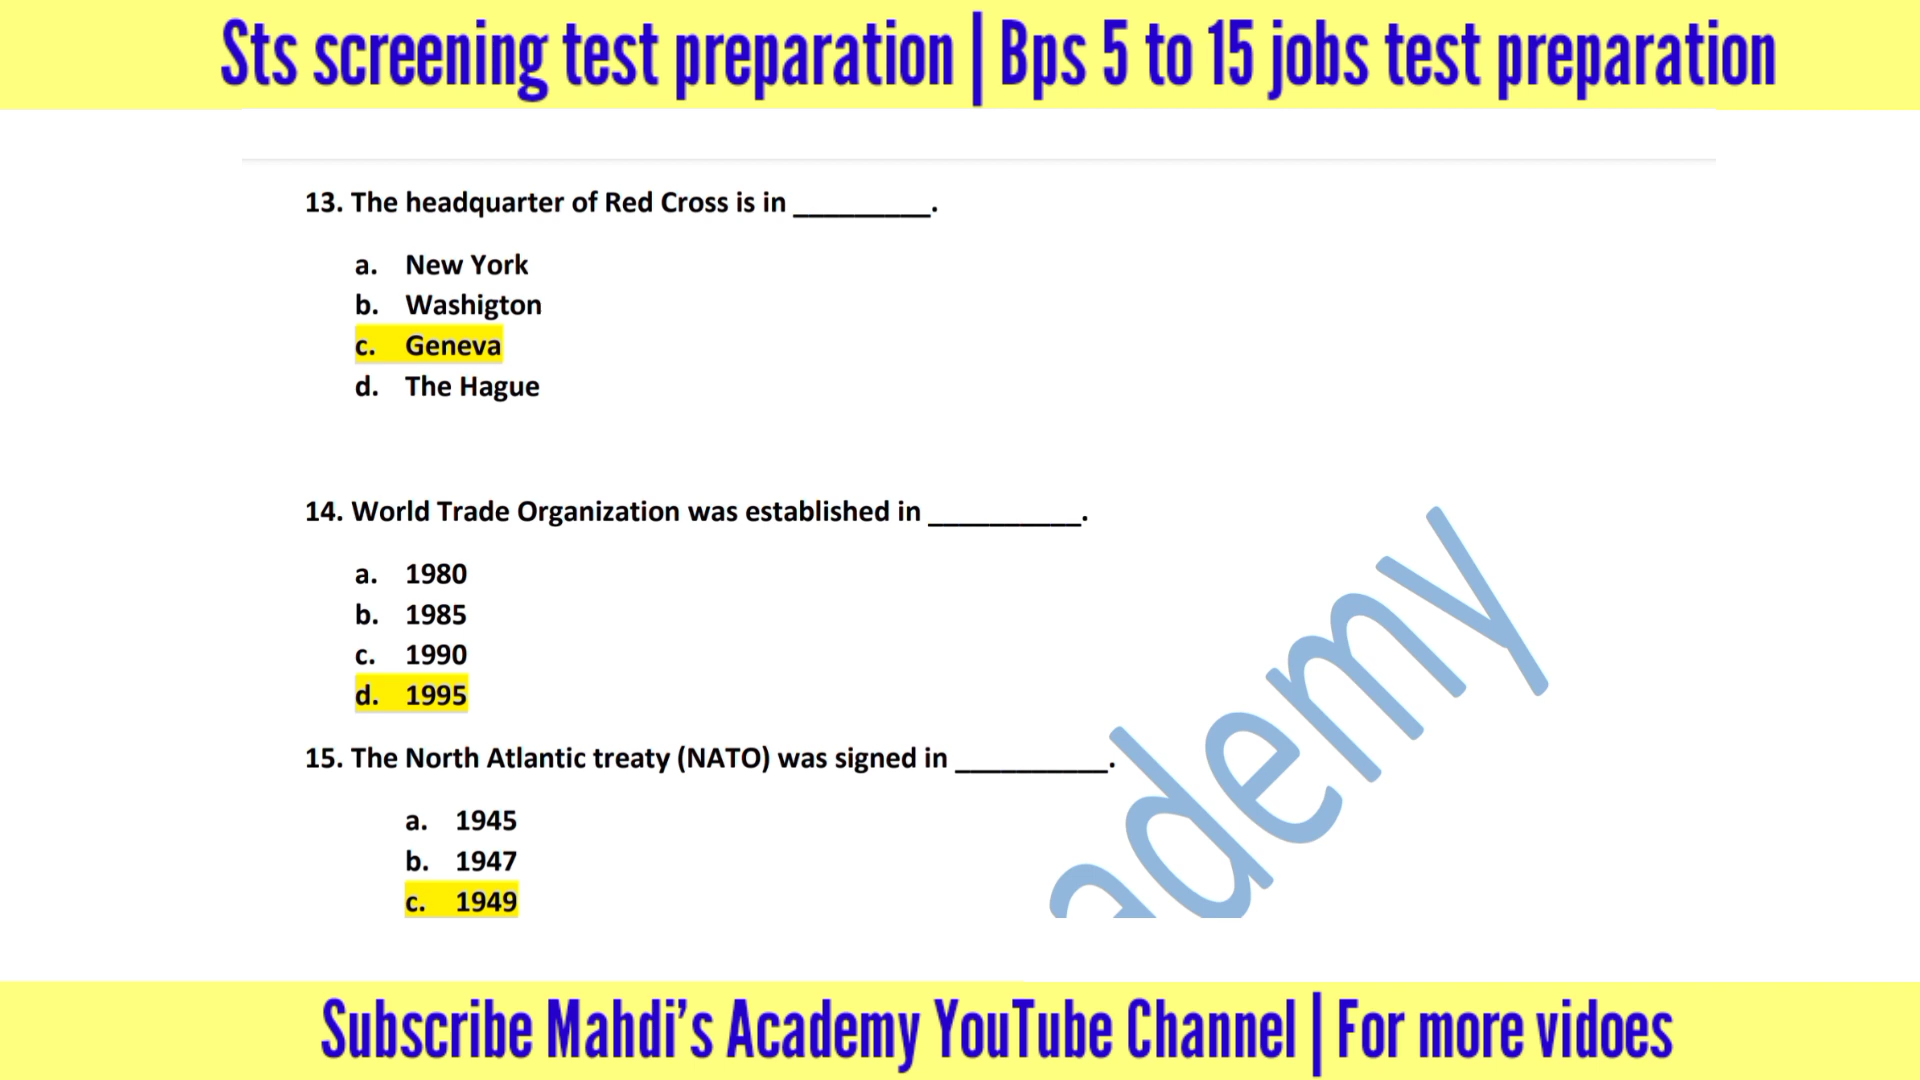 Sts screening test preparation | Bps 5 to 15 jobs test preparation
13. The headquarter of Red Cross is in _________.
a. New York
b. Washigton
c. Geneva
d. The Hague
14. World Trade Organization was established in __________.
a. 1980
b. 1985
c. 1990
d. 1995
15. The North Atlantic treaty (NATO) was signed in __________.
a. 1945
b. 1947
c. 1949
ademy
Subscribe Mahdi's Academy YouTube Channel | For more vidoes